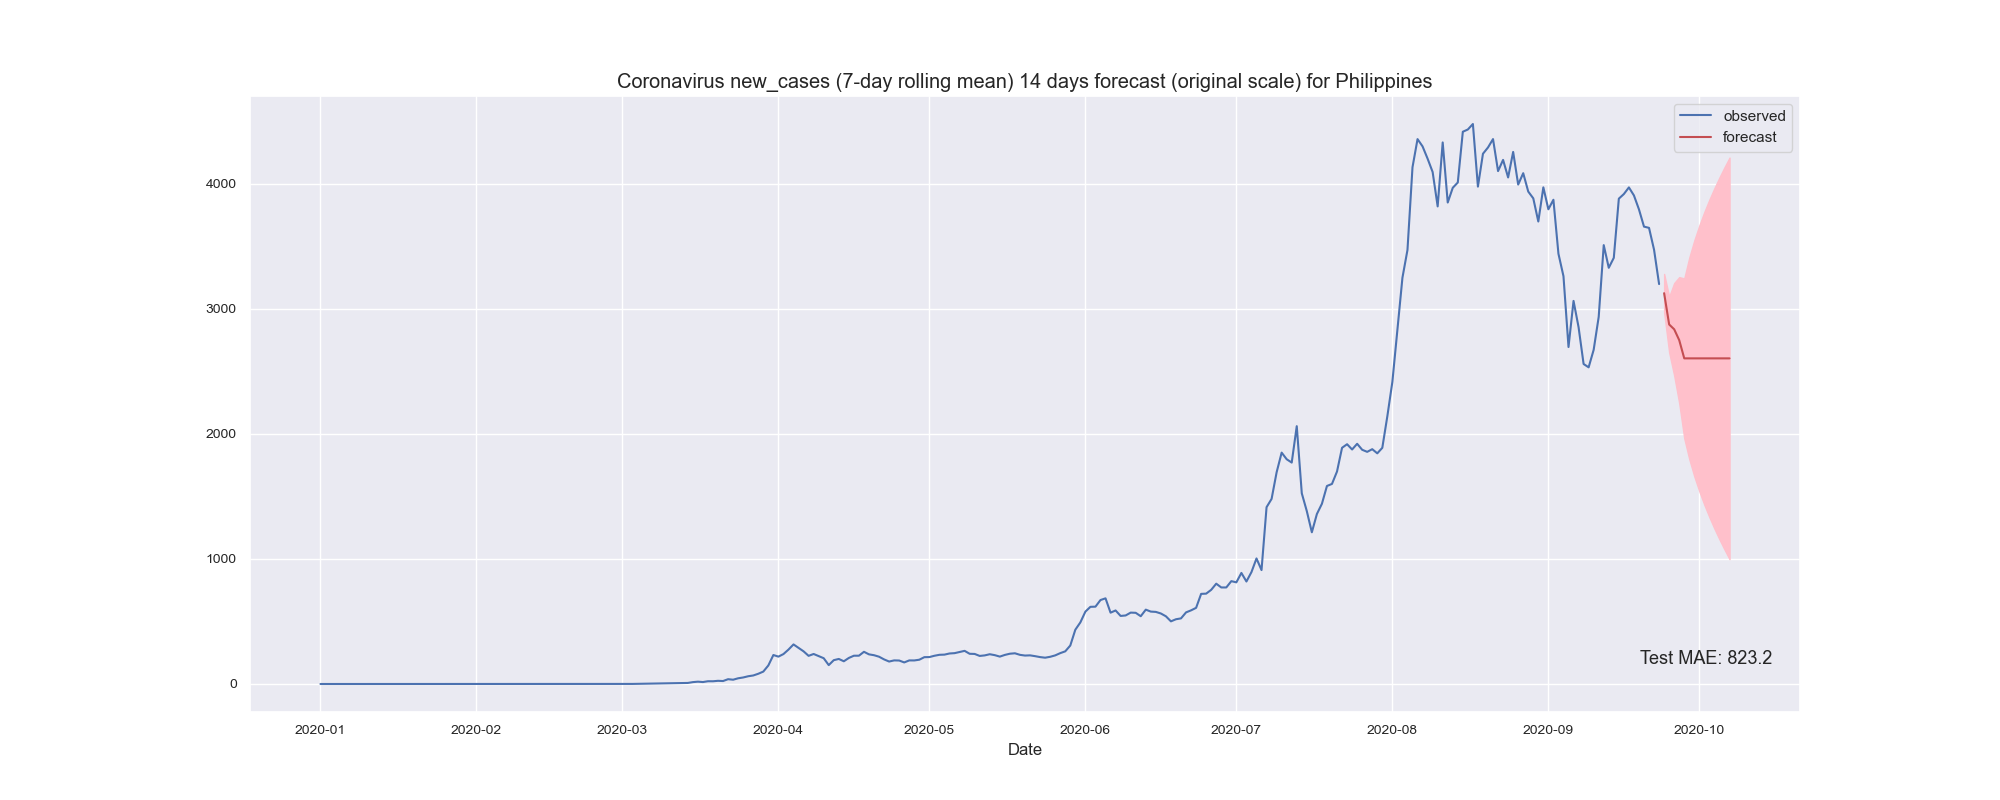 Coronavirus new_cases (7-day rolling mean) 14 days forecast (original scale) for Philippines
observed
forecast
4000
3000
2000
1000
0
Test MAE: 823.2
2020-01 2020-02 2020-03 2020-04 2020-05 2020-06 2020-07 2020-08 2020-09 2020-10
Date